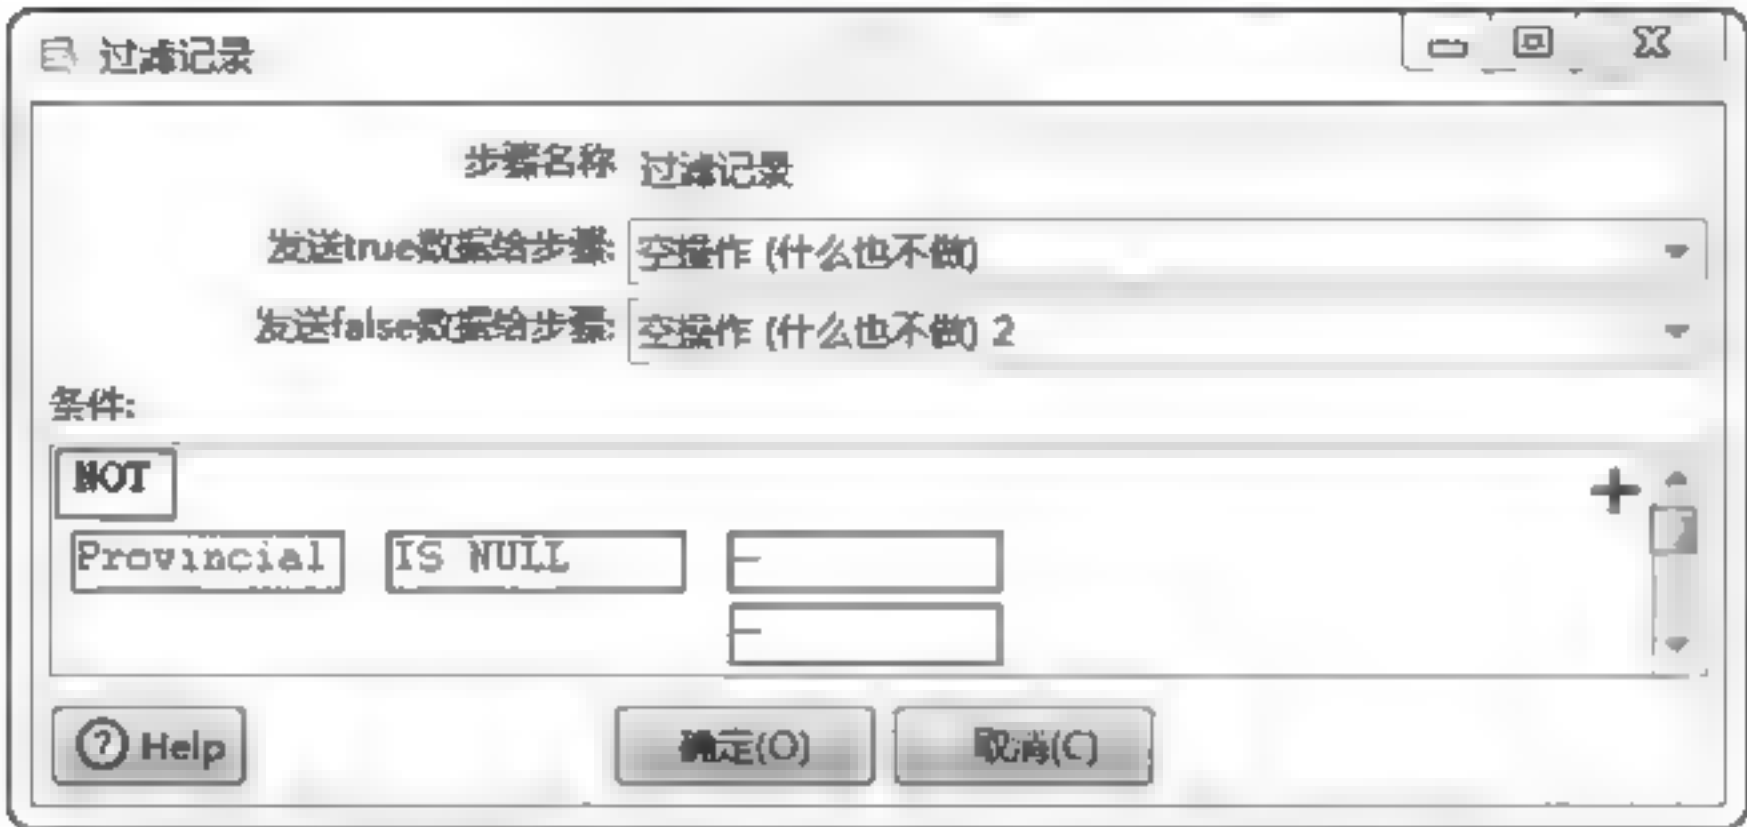 过滤记录
步骤名称 过滤记录
发送true数据给步骤: 空操作 (什么也不做)
发送false数据给步骤: 空操作 (什么也不做) 2
条件:
NOT
Provincial IS NULL
Help 确定(O) 取消(C)